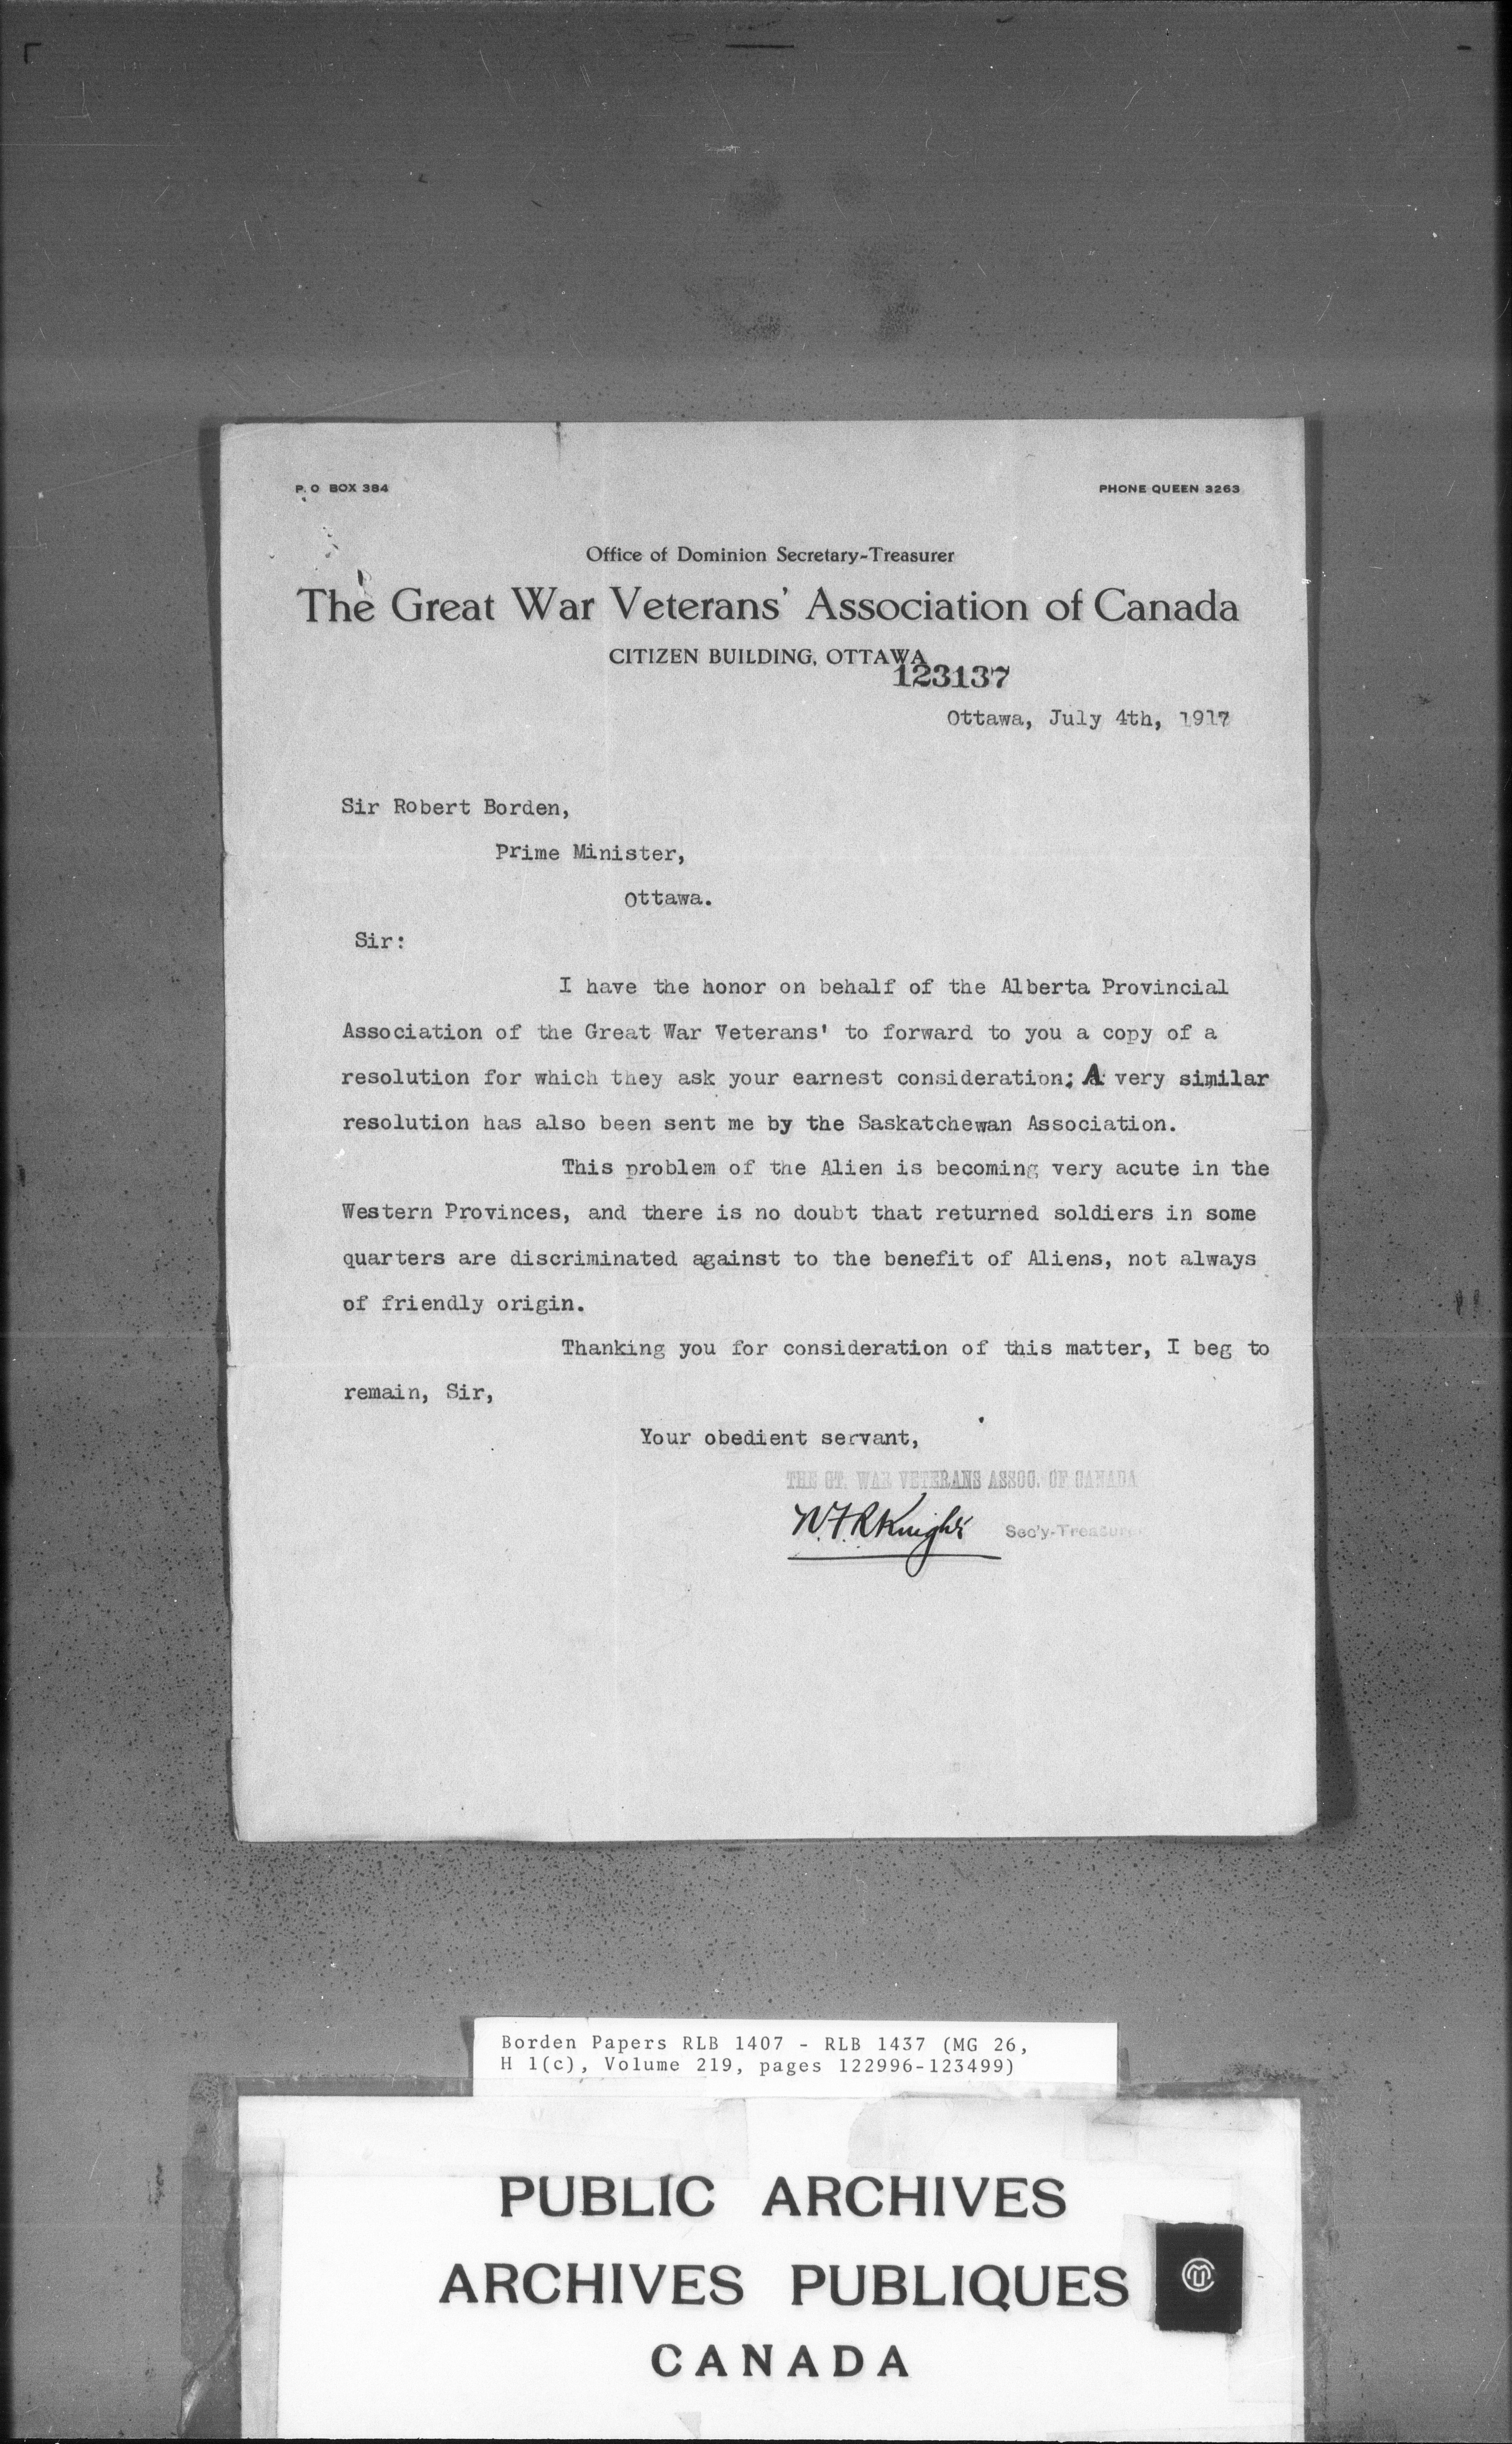 P. O BOX 384
PHONE QUEEN 3263
Office of Dominion Secretary-Treasurer
The Great War Veterans' Association of Canada
CITIZEN BUILDING, OTTAWA
123137
Ottawa, July 4th, 1917
Sir Robert Borden,
Prime Minister,
Ottawa.
Sir:
I have the honor on behalf of the Alberta Provincial
Association of the Great War Veterans' to forward to you a copy of a
resolution for which they ask your earnest consideration; A very similar
resolution has also been sent me by the Saskatchewan Association.
This problem of the Alien is becoming very acute in the
Western Provinces, and there is no doubt that returned soldiers in some
quarters are discriminated against to the benefit of Aliens, not always
of friendly origin.
Thanking you for consideration of this matter, I beg to
remain, Sir,
Your obedient servant,
THE GT. WAR VETERANS ASSOC. OF CANADA
N.F.R. Knight Sec'y-Treasurer
Borden Papers RLB 1407 - RLB 1437 (MG 26,
H 1(c), Volume 219, pages 122996-123499)
PUBLIC ARCHIVES
ARCHIVES PUBLIQUES
CANADA